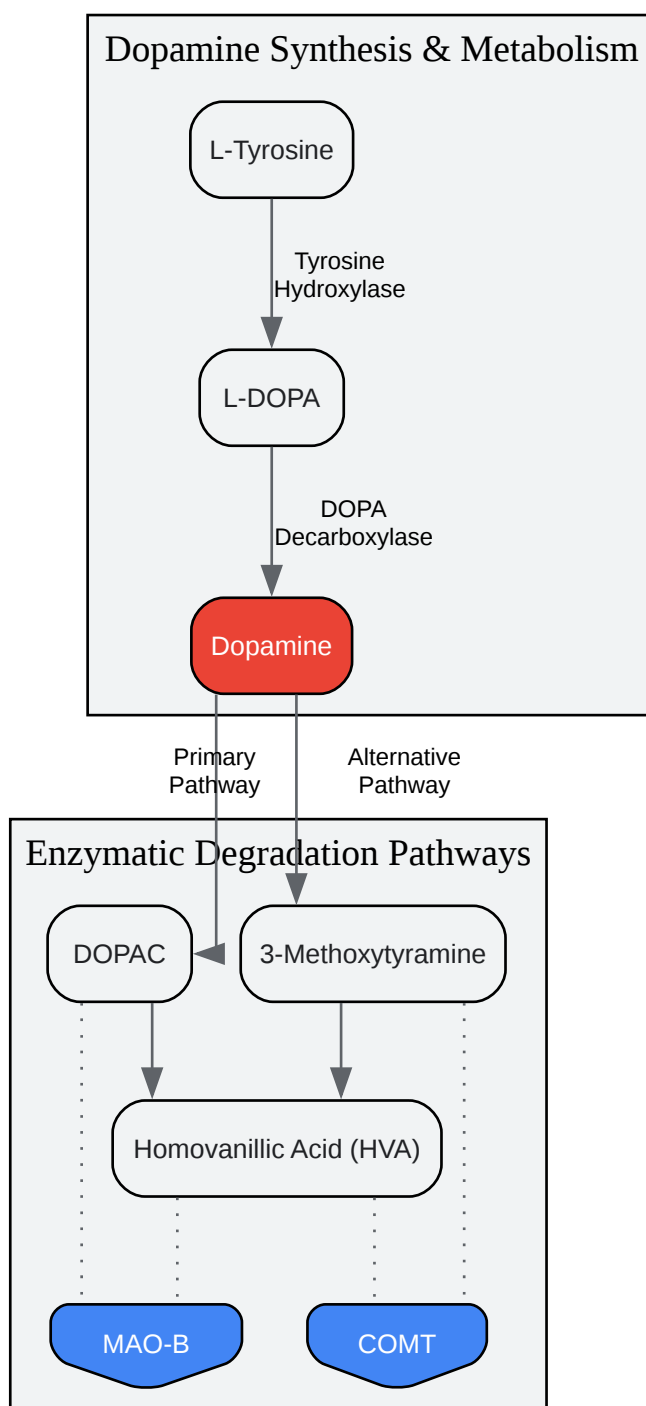 Dopamine Synthesis & Metabolism
L-Tyrosine
Tyrosine
Hydroxylase
L-DOPA
DOPA
Decarboxylase
Dopamine
Primary
Pathway
Alternative
Pathway
Enzymatic Degradation Pathways
DOPAC
3-Methoxytyramine
Homovanillic Acid (HVA)
MAO-B
COMT